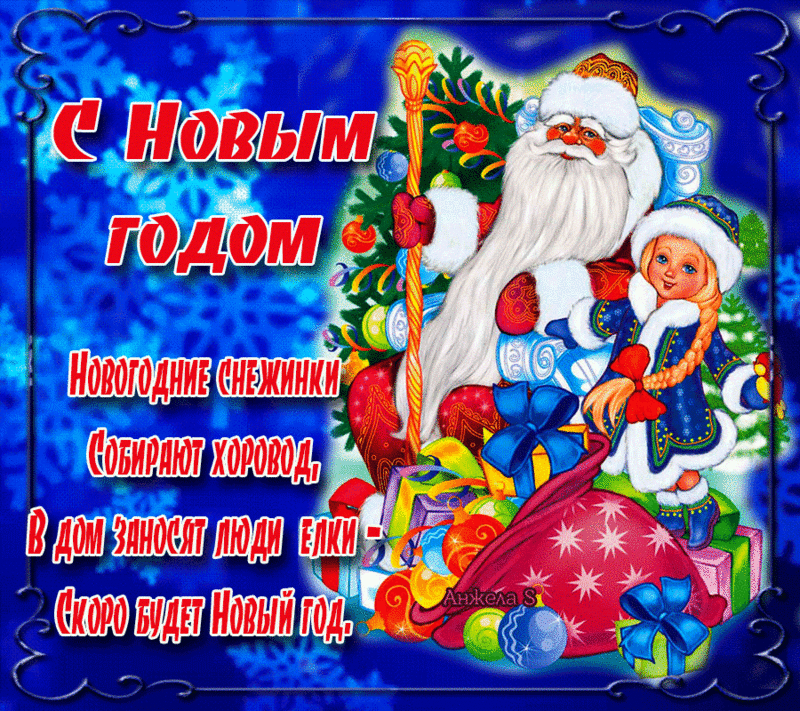 С Новым
годом
Новогодние снежинки
Собирают хоровод,
В дом заносят люди елки -
Скоро будет Новый год.
Анжела S